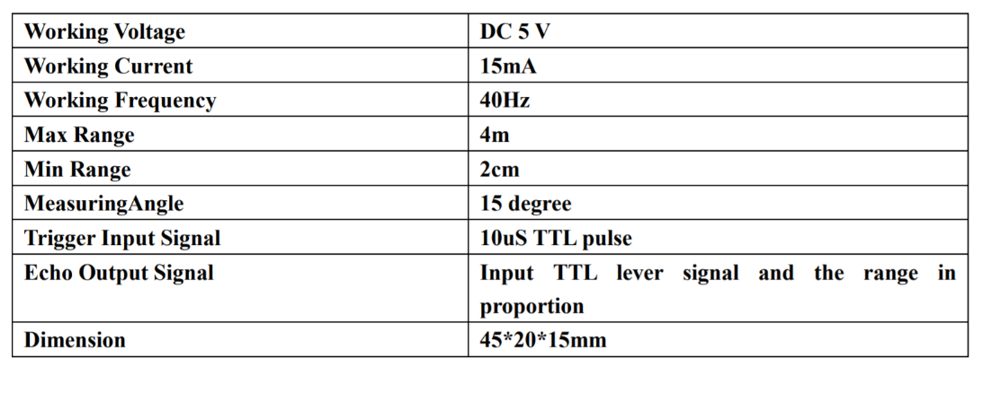 Working Voltage DC 5 V
Working Current 15mA
Working Frequency 40Hz
Max Range 4m
Min Range 2cm
MeasuringAngle 15 degree
Trigger Input Signal 10uS TTL pulse
Echo Output Signal Input TTL lever signal and the range in
proportion
Dimension 45*20*15mm